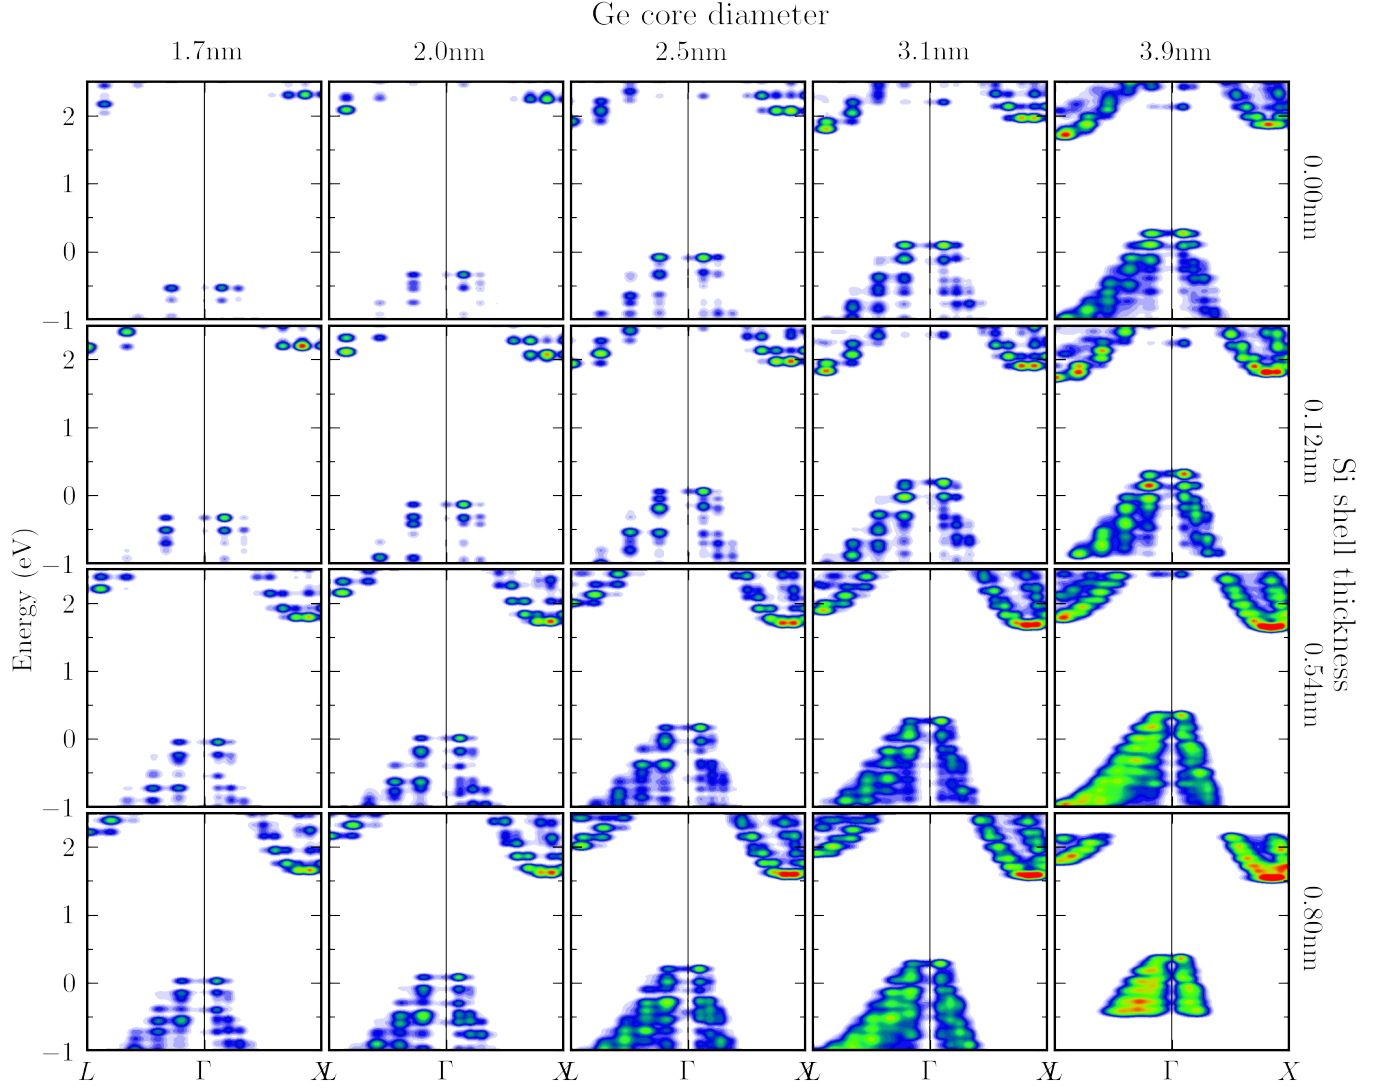 Ge core diameter
1.7nm 2.0nm 2.5nm 3.1nm 3.9nm
2
1
0
−1
0.00nm
2
1
0
−1
0.12nm
2
1
0
−1
0.54nm
2
1
0
−1
0.80nm
Energy (eV)
Si shell thickness
L Γ X L Γ X L Γ X L Γ X L Γ X